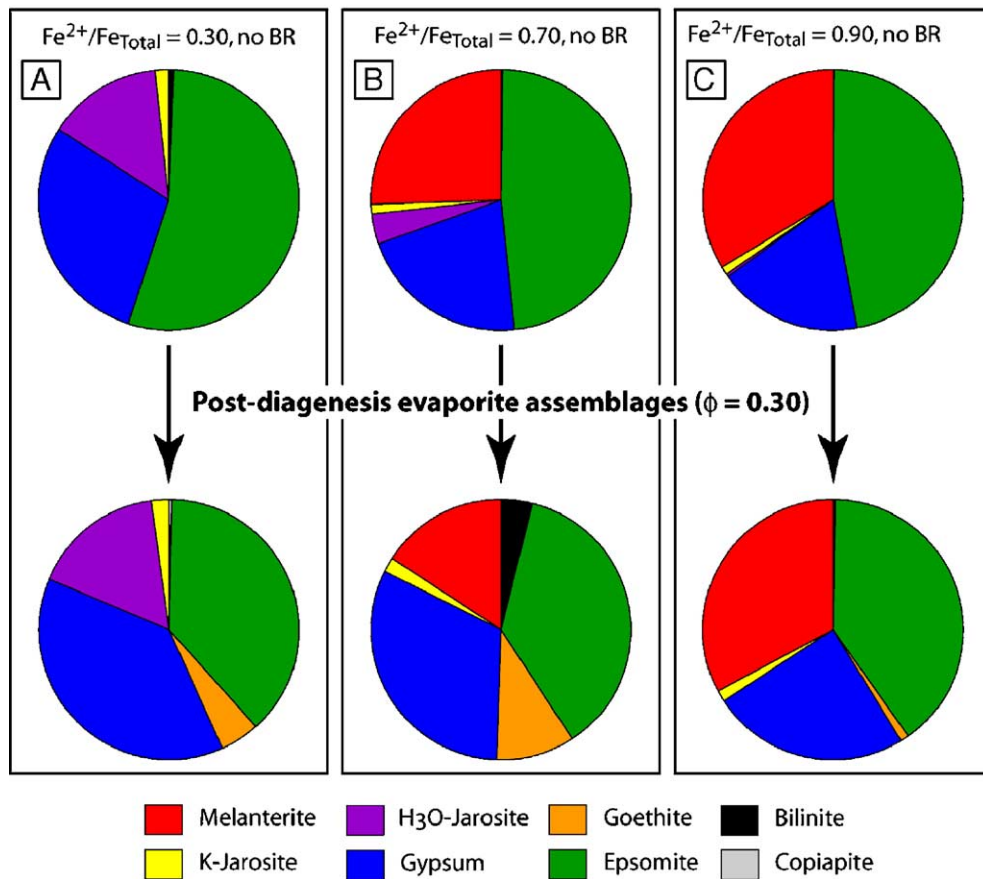 Fe²⁺/FeTotal = 0.30, no BR
A
Fe²⁺/FeTotal = 0.70, no BR
B
Fe²⁺/FeTotal = 0.90, no BR
C
Post-diagenesis evaporite assemblages (ϕ = 0.30)
Melanterite H3O-Jarosite Goethite Bilinite
K-Jarosite Gypsum Epsomite Copiapite